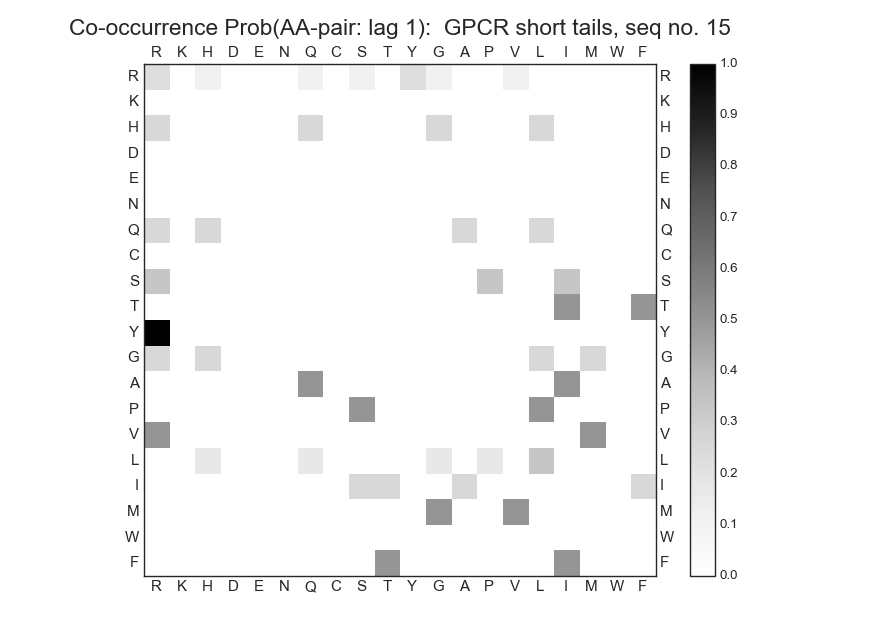 Co-occurrence Prob(AA-pair: lag 1):  GPCR short tails, seq no. 15
R K H D E N Q C S T Y G A P V L I M W F
R R 1.0
K K
H H 0.9
D D 0.8
E E
N N 0.7
Q Q
C C 0.6
S S
T T 0.5
Y Y
G G 0.4
A A
P P 0.3
V V
L L 0.2
I I
M M 0.1
W W
F F 0.0
R K H D E N Q C S T Y G A P V L I M W F